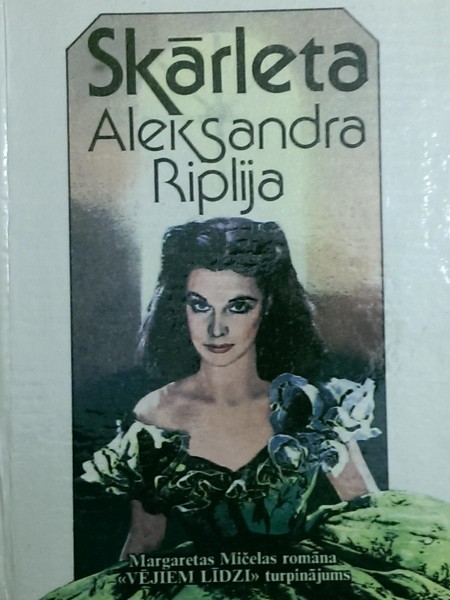 Skārleta
Aleksandra
Riplija
Margaretas Mičelas romāna
«VĒJIEM LĪDZI» turpinājums